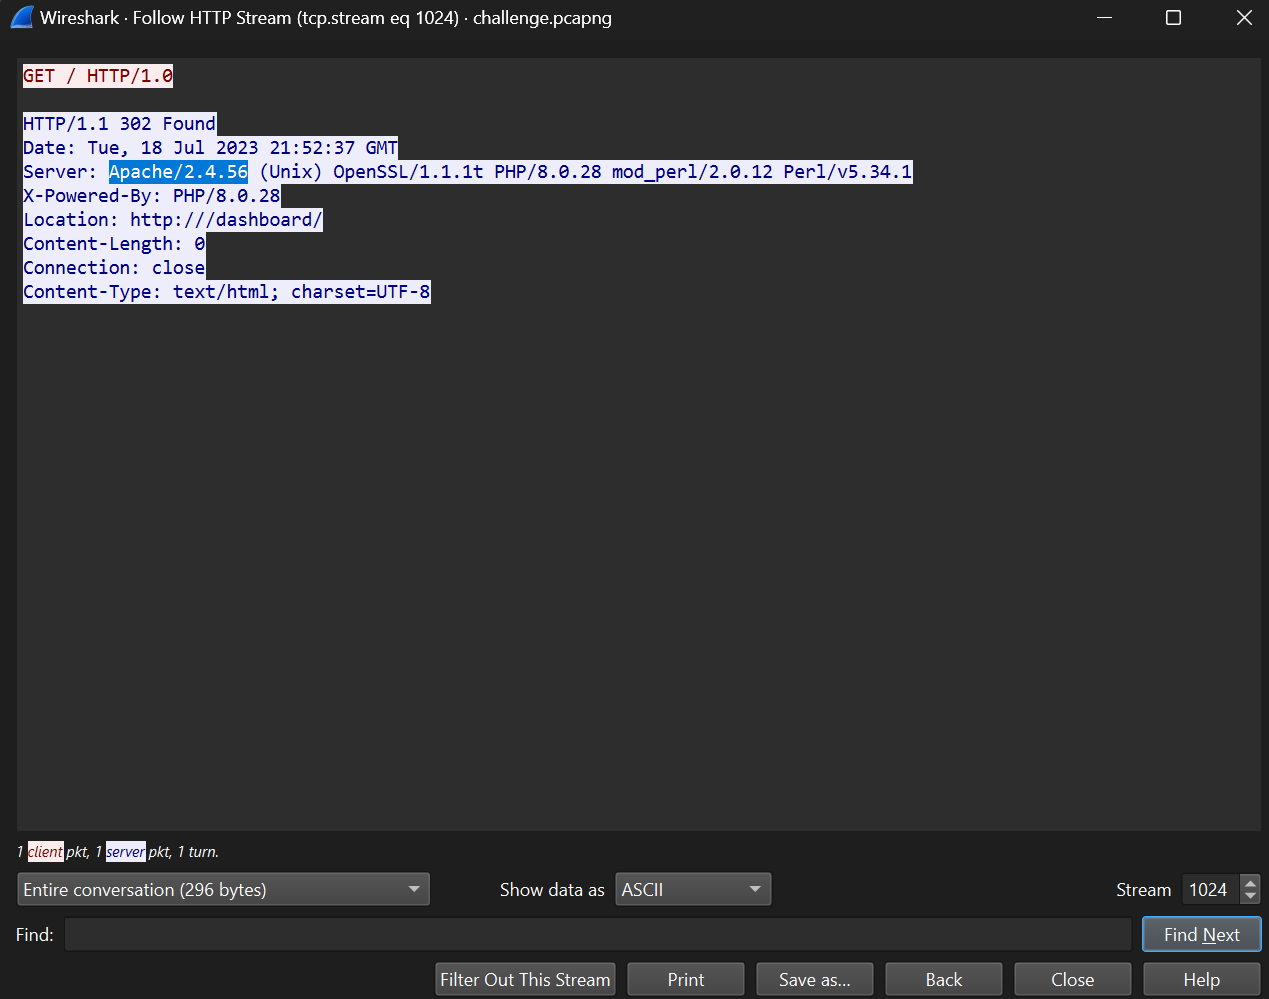 Wireshark · Follow HTTP Stream (tcp.stream eq 1024) · challenge.pcapng
GET / HTTP/1.0
HTTP/1.1 302 Found
Date: Tue, 18 Jul 2023 21:52:37 GMT
Server: Apache/2.4.56 (Unix) OpenSSL/1.1.1t PHP/8.0.28 mod_perl/2.0.12 Perl/v5.34.1
X-Powered-By: PHP/8.0.28
Location: http:///dashboard/
Content-Length: 0
Connection: close
Content-Type: text/html; charset=UTF-8
1 client pkt, 1 server pkt, 1 turn.
Entire conversation (296 bytes) Show data as ASCII Stream 1024
Find: Find Next
Filter Out This Stream Print Save as... Back Close Help